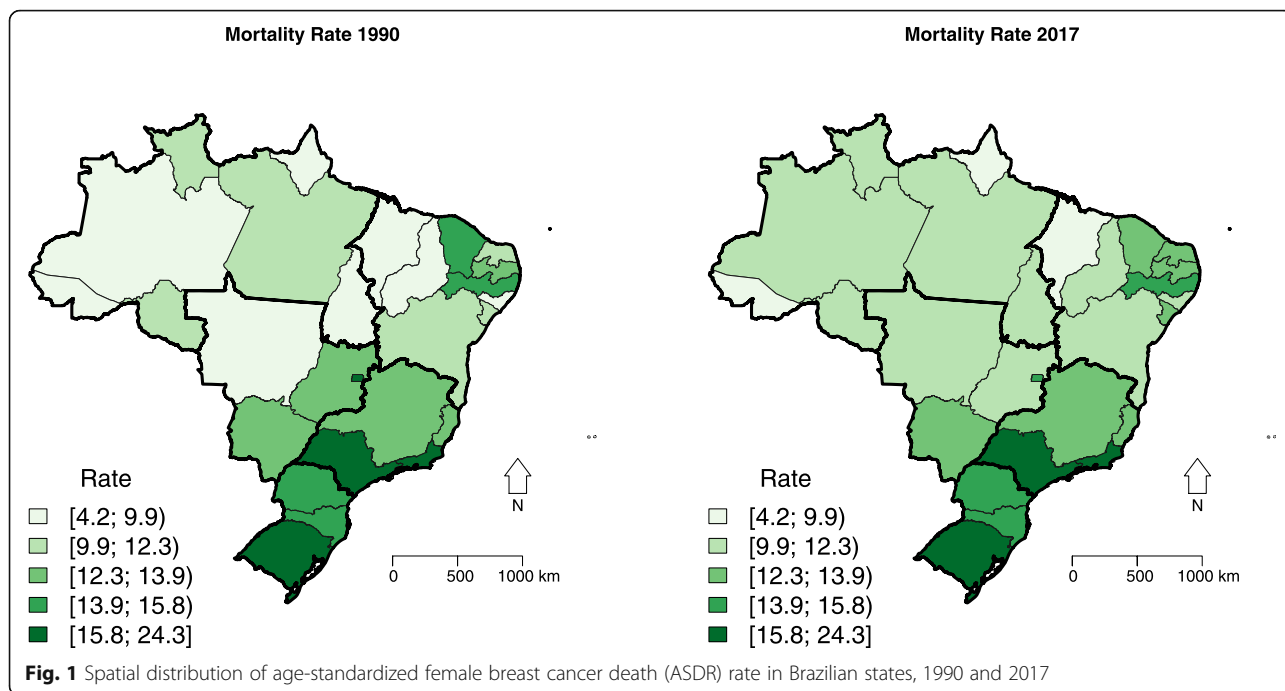 Mortality Rate 1990
Mortality Rate 2017
Rate
[4.2; 9.9)
[9.9; 12.3)
[12.3; 13.9)
[13.9; 15.8)
[15.8; 24.3]
N
0 500 1000 km
Rate
[4.2; 9.9)
[9.9; 12.3)
[12.3; 13.9)
[13.9; 15.8)
[15.8; 24.3]
N
0 500 1000 km
Fig. 1 Spatial distribution of age-standardized female breast cancer death (ASDR) rate in Brazilian states, 1990 and 2017